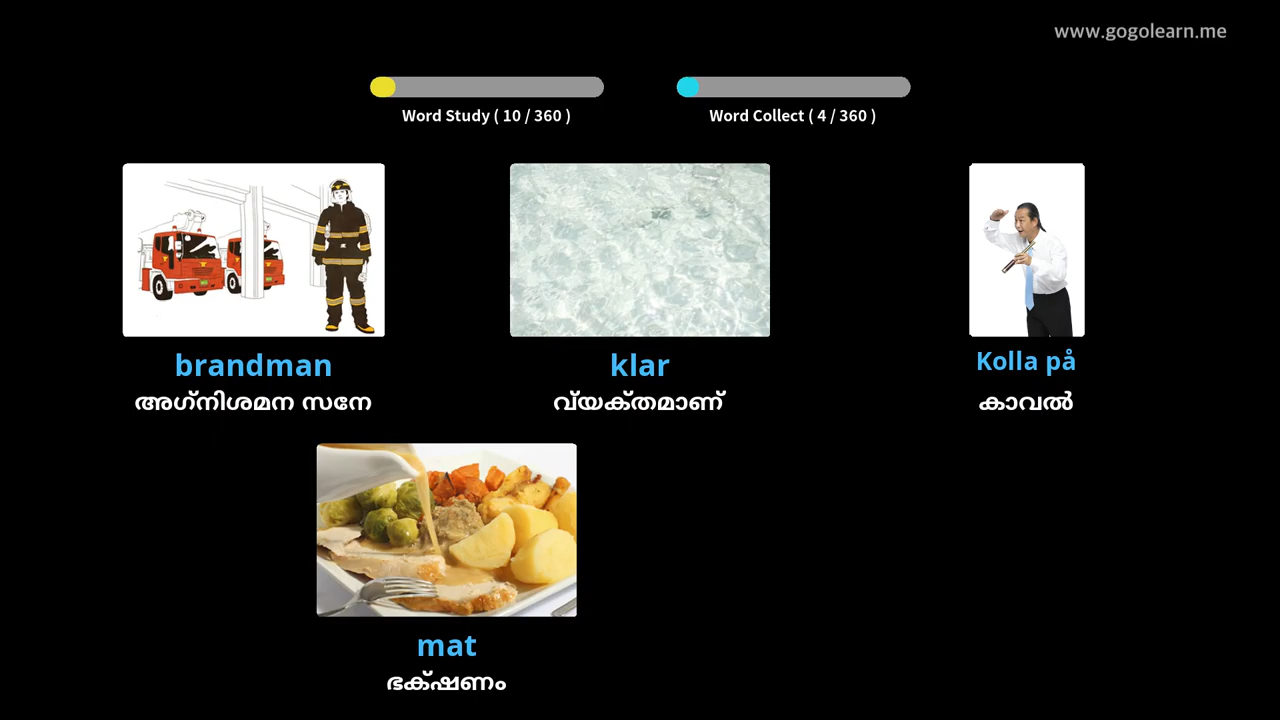 www.gogolearn.me
Word Study ( 10 / 360 )
Word Collect ( 4 / 360 )
brandman
അഗ്നിശമന സനേ
klar
വ്യക്തമാണ്
Kolla på
കാവൽ
mat
ഭക്ഷണം